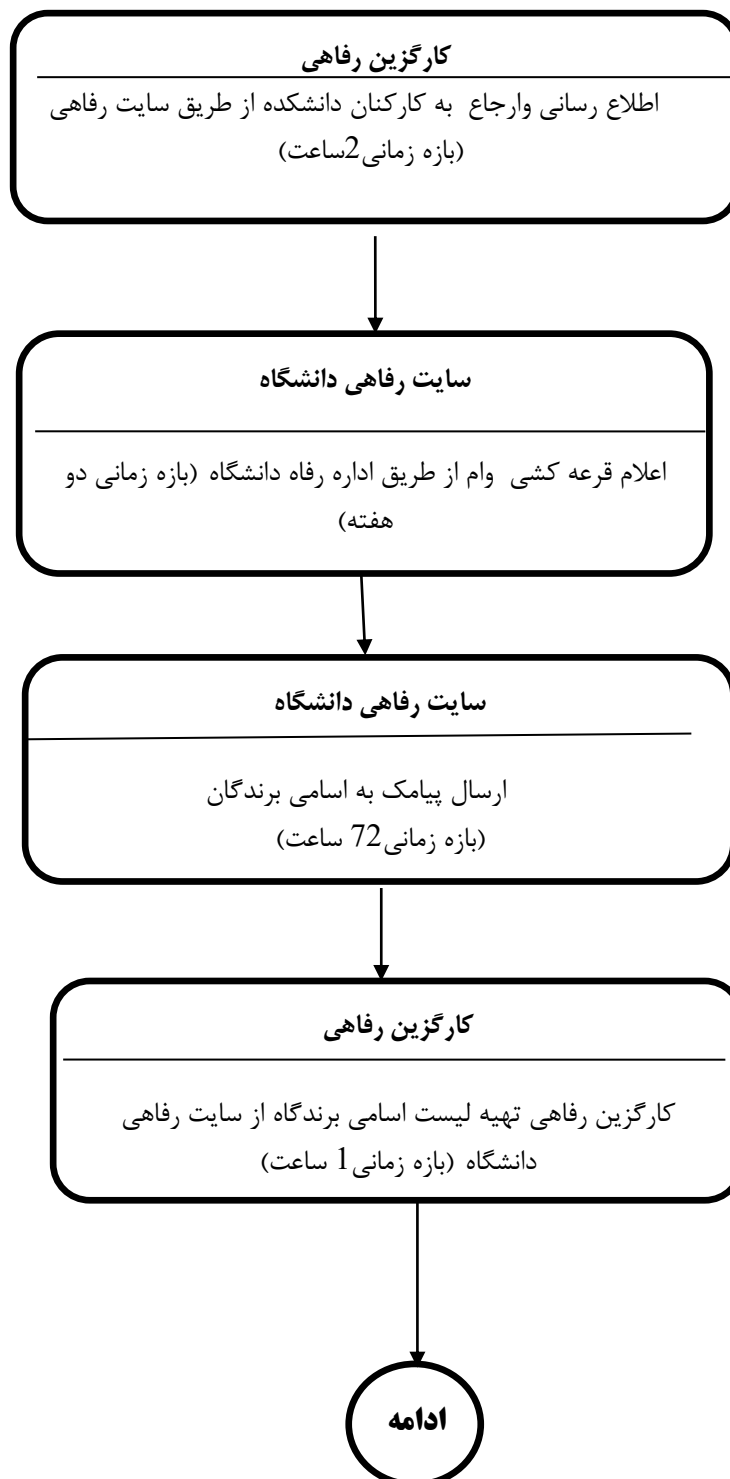 کارگزین رفاهی
اطلاع رسانی وارجاع به کارکنان دانشکده از طریق سایت رفاهی
(بازه زمانی2ساعت)
سایت رفاهی دانشگاه
اعلام قرعه کشی وام از طریق اداره رفاه دانشگاه (بازه زمانی دو
هفته)
سایت رفاهی دانشگاه
ارسال پیامک به اسامی برندگان
(بازه زمانی72 ساعت)
کارگزین رفاهی
کارگزین رفاهی تهیه لیست اسامی برندگاه از سایت رفاهی
دانشگاه (بازه زمانی1 ساعت)
ادامه